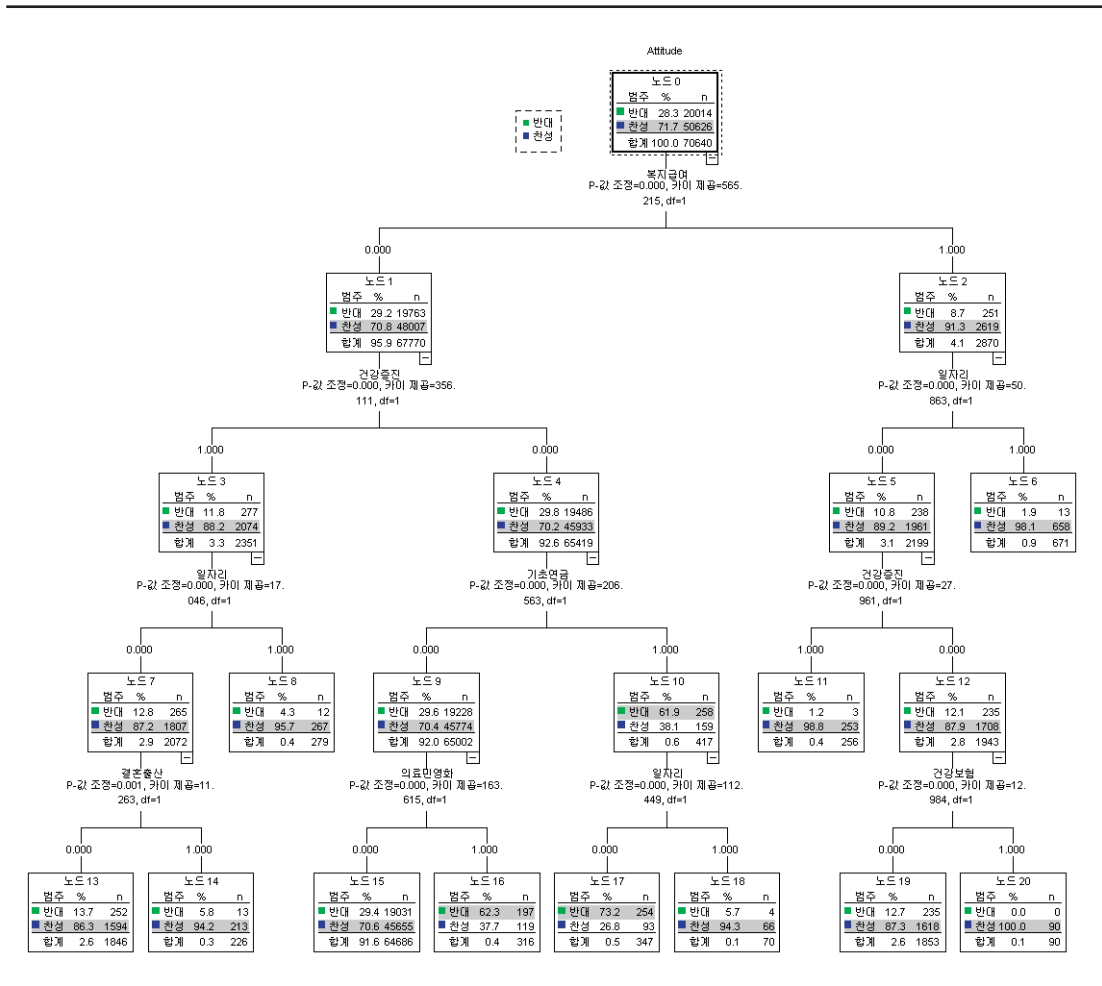 Attitude
노드 0
범주 % n
반대 28.3 20014
찬성 71.7 50626
합계 100.0 70640
반대
찬성
복지급여
P-값 조정=0.000, 카이 제곱=565.
215, df=1
0.000
1.000
노드 1
범주 % n
반대 29.2 19763
찬성 70.8 48007
합계 95.9 67770
노드 2
범주 % n
반대 8.7 251
찬성 91.3 2619
합계 4.1 2870
건강증진
P-값 조정=0.000, 카이 제곱=356.
111, df=1
일자리
P-값 조정=0.000, 카이 제곱=50.
863, df=1
1.000
0.000
0.000
1.000
노드 3
범주 % n
반대 11.8 277
찬성 88.2 2074
합계 3.3 2351
노드 4
범주 % n
반대 29.8 19486
찬성 70.2 45933
합계 92.6 65419
노드 5
범주 % n
반대 10.8 238
찬성 89.2 1961
합계 3.1 2199
노드 6
범주 % n
반대 1.9 13
찬성 98.1 658
합계 0.9 671
일자리
P-값 조정=0.000, 카이 제곱=17.
046, df=1
기초연금
P-값 조정=0.000, 카이 제곱=206.
563, df=1
건강증진
P-값 조정=0.000, 카이 제곱=27.
961, df=1
0.000
1.000
0.000
1.000
1.000
0.000
노드 7
범주 % n
반대 12.8 265
찬성 87.2 1807
합계 2.9 2072
노드 8
범주 % n
반대 4.3 12
찬성 95.7 267
합계 0.4 279
노드 9
범주 % n
반대 29.6 19228
찬성 70.4 45774
합계 92.0 65002
노드 10
범주 % n
반대 61.9 258
찬성 38.1 159
합계 0.6 417
노드 11
범주 % n
반대 1.2 3
찬성 98.8 253
합계 0.4 256
노드 12
범주 % n
반대 12.1 235
찬성 87.9 1708
합계 2.8 1943
결혼출산
P-값 조정=0.001, 카이 제곱=11.
263, df=1
의료민영화
P-값 조정=0.000, 카이 제곱=163.
615, df=1
일자리
P-값 조정=0.000, 카이 제곱=112.
449, df=1
건강보험
P-값 조정=0.000, 카이 제곱=12.
984, df=1
0.000
1.000
0.000
1.000
0.000
1.000
0.000
1.000
노드 13
범주 % n
반대 13.7 252
찬성 86.3 1594
합계 2.6 1846
노드 14
범주 % n
반대 5.8 13
찬성 94.2 213
합계 0.3 226
노드 15
범주 % n
반대 29.4 19031
찬성 70.6 45655
합계 91.6 64686
노드 16
범주 % n
반대 62.3 197
찬성 37.7 119
합계 0.4 316
노드 17
범주 % n
반대 73.2 254
찬성 26.8 93
합계 0.5 347
노드 18
범주 % n
반대 5.7 4
찬성 94.3 66
합계 0.1 70
노드 19
범주 % n
반대 12.7 235
찬성 87.3 1618
합계 2.6 1853
노드 20
범주 % n
반대 0.0 0
찬성 100.0 90
합계 0.1 90